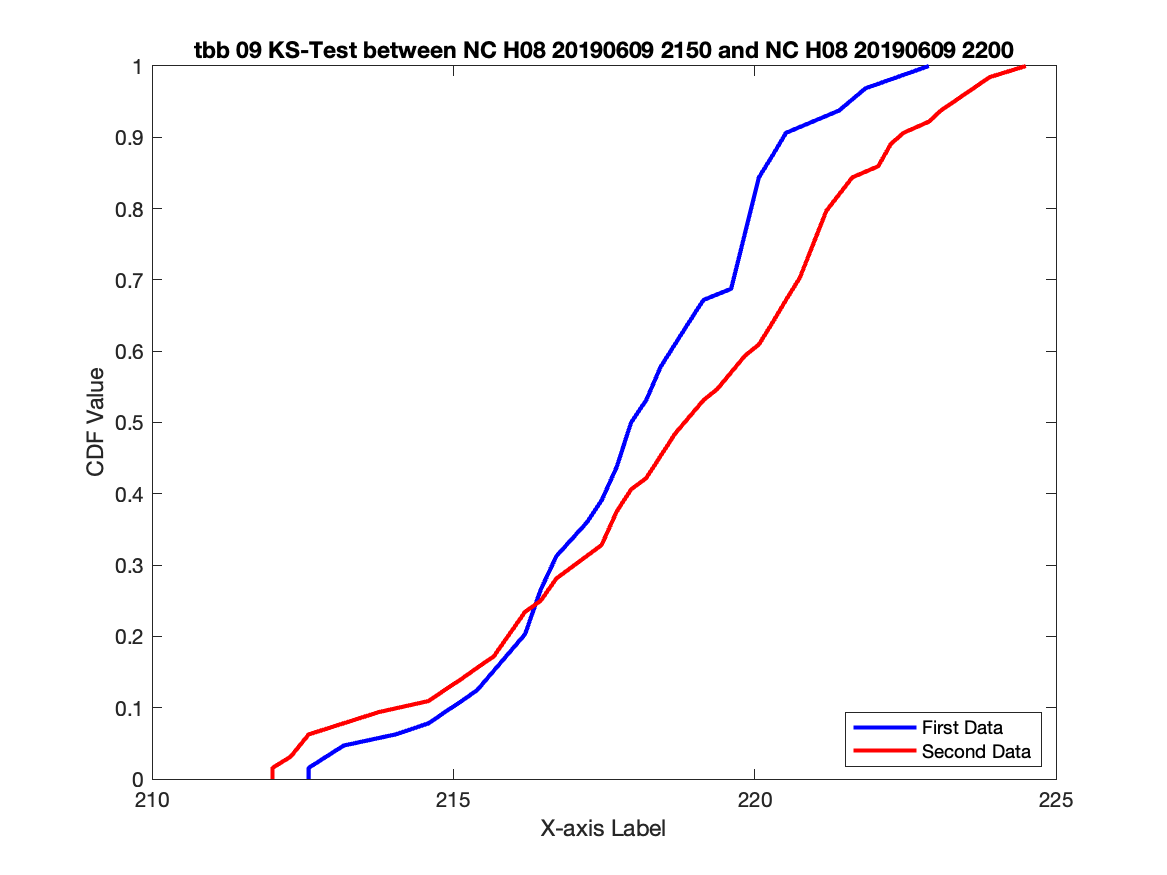 tbb 09 KS-Test between NC H08 20190609 2150 and NC H08 20190609 2200
1
0.9
0.8
0.7
0.6
0.5
0.4
0.3
0.2
0.1
0
CDF Value
First Data
Second Data
210 215 220 225
X-axis Label